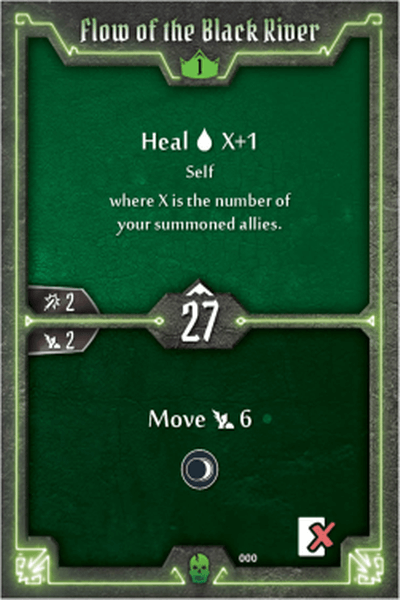 Flow of the Black River
1
Heal X+1
Self
where X is the number of
your summoned allies.
2
27
2
Move 6
000